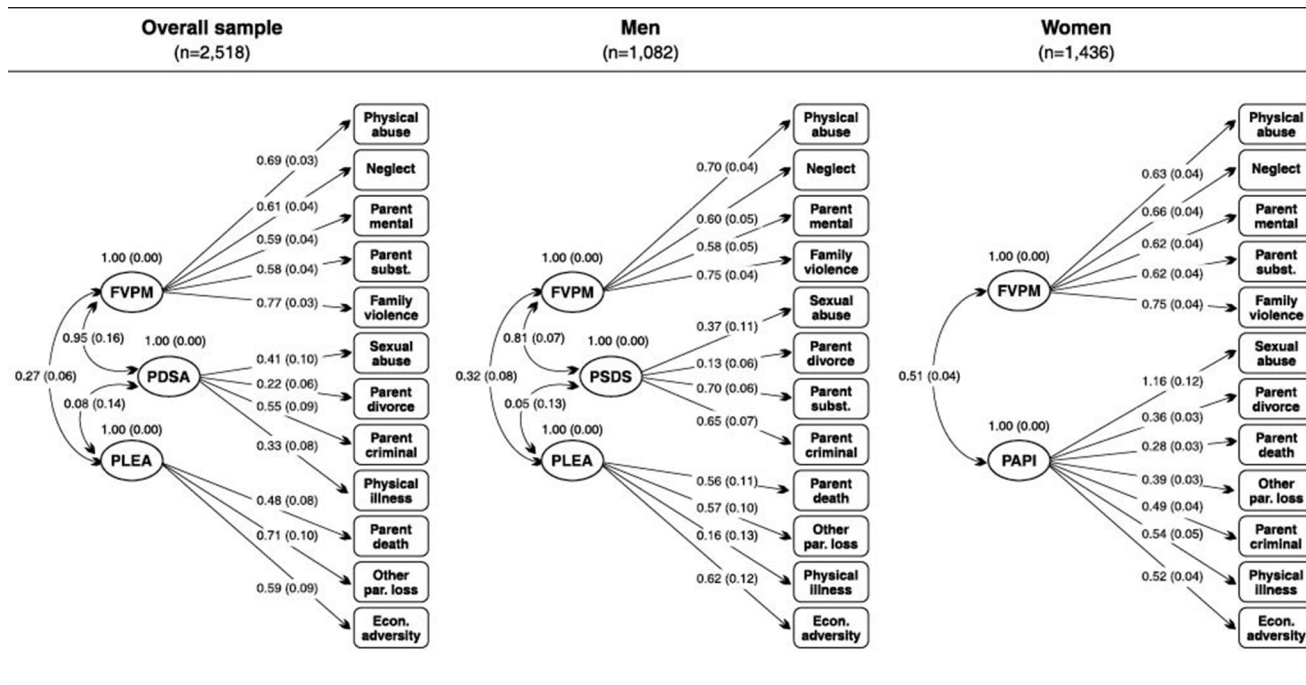 Overall sample
(n=2,518)
Men
(n=1,082)
Women
(n=1,436)
Physical
abuse
Neglect
Parent
mental
Parent
subst.
Family
violence
Sexual
abuse
Parent
divorce
Parent
criminal
Physical
illness
Parent
death
Other
par. loss
Econ.
adversity
0.69 (0.03)
0.61 (0.04)
0.59 (0.04)
0.58 (0.04)
0.77 (0.03)
1.00 (0.00)
FVPM
0.95 (0.16)
1.00 (0.00)
PDSA
0.41 (0.10)
0.22 (0.06)
0.55 (0.09)
0.33 (0.08)
0.27 (0.06)
0.08 (0.14)
1.00 (0.00)
PLEA
0.48 (0.08)
0.71 (0.10)
0.59 (0.09)
Physical
abuse
Neglect
Parent
mental
Family
violence
Sexual
abuse
Parent
divorce
Parent
subst.
Parent
criminal
Parent
death
Other
par. loss
Physical
illness
Econ.
adversity
0.70 (0.04)
0.60 (0.05)
0.58 (0.05)
0.75 (0.04)
1.00 (0.00)
FVPM
0.81 (0.07)
1.00 (0.00)
PSDS
0.37 (0.11)
0.13 (0.06)
0.70 (0.06)
0.65 (0.07)
0.32 (0.08)
0.05 (0.13)
1.00 (0.00)
PLEA
0.56 (0.11)
0.57 (0.10)
0.16 (0.13)
0.62 (0.12)
Physical
abuse
Neglect
Parent
mental
Parent
subst.
Family
violence
Sexual
abuse
Parent
divorce
Parent
death
Other
par. loss
Parent
criminal
Physical
illness
Econ.
adversity
0.63 (0.04)
0.66 (0.04)
0.62 (0.04)
0.62 (0.04)
0.75 (0.04)
1.00 (0.00)
FVPM
0.51 (0.04)
1.00 (0.00)
PAPI
1.16 (0.12)
0.36 (0.03)
0.28 (0.03)
0.39 (0.03)
0.49 (0.04)
0.54 (0.05)
0.52 (0.04)